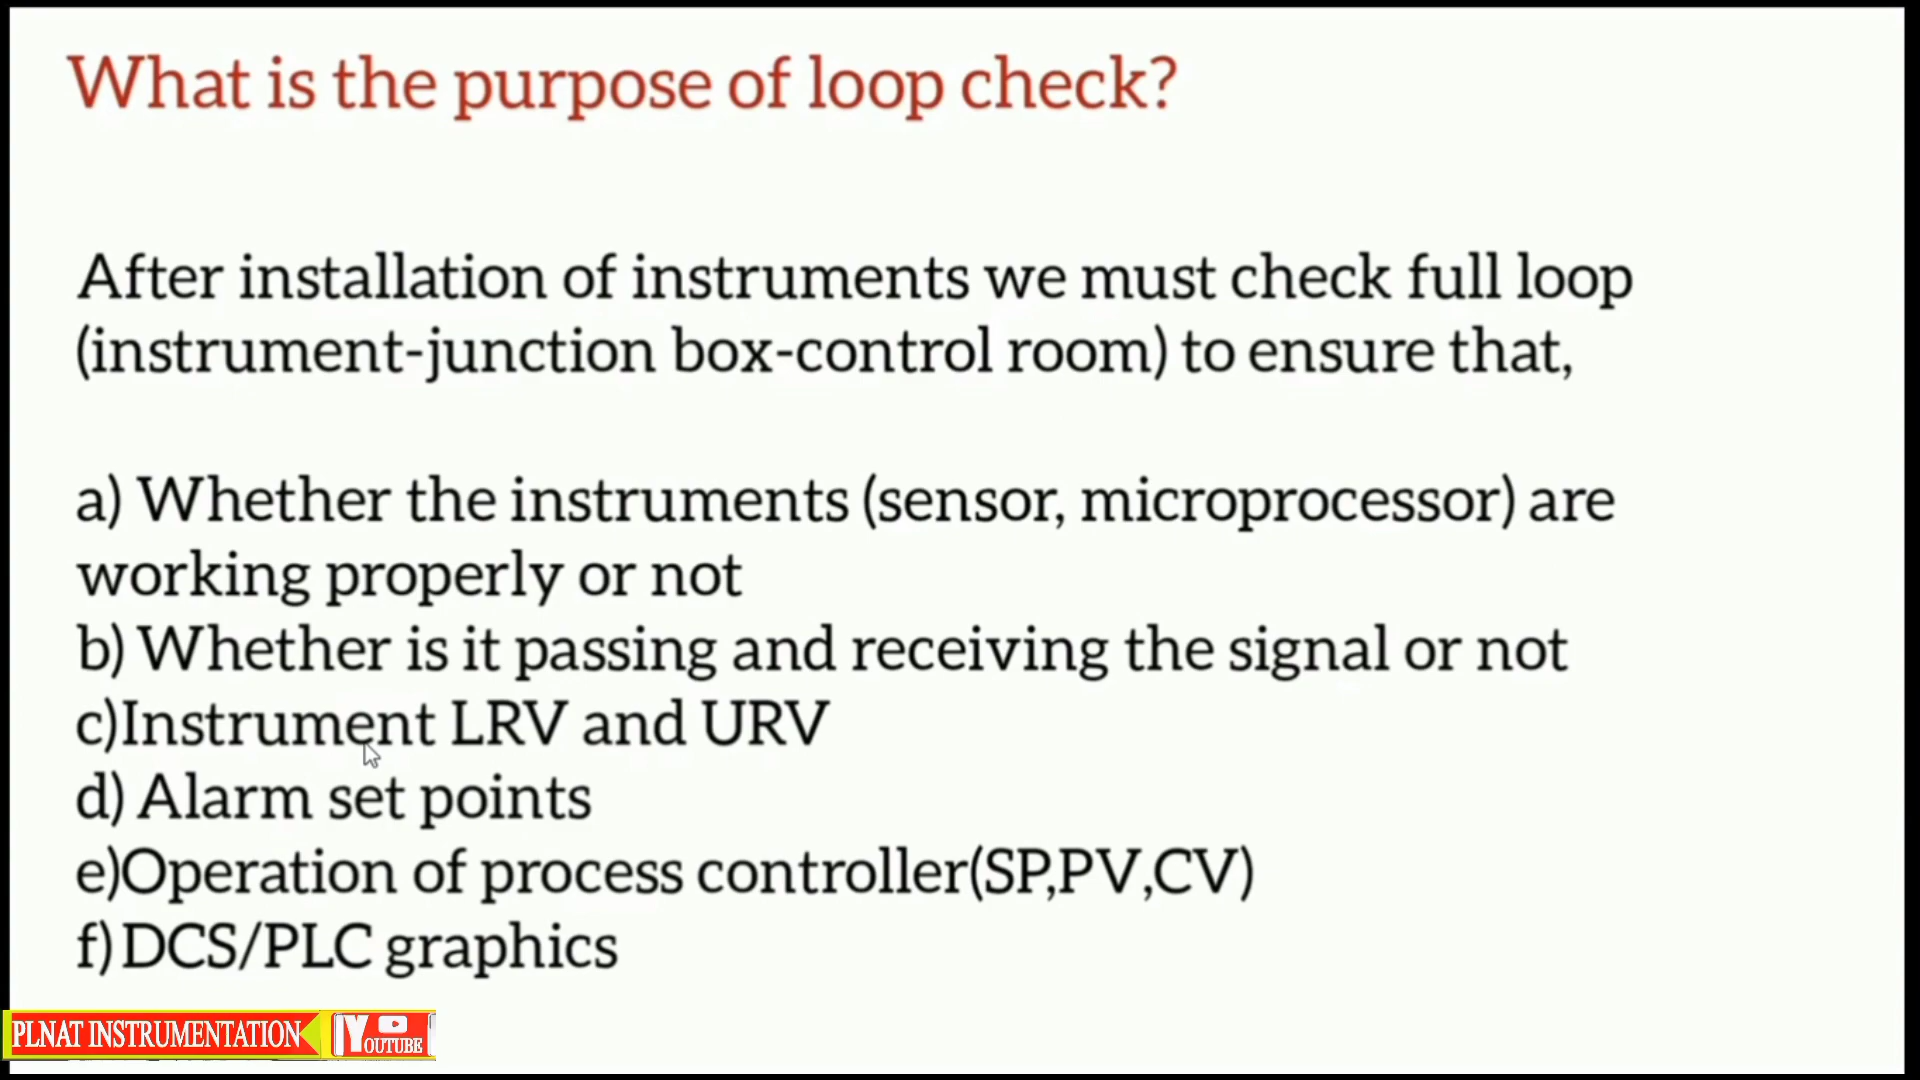 What is the purpose of loop check?
After installation of instruments we must check full loop
(instrument-junction box-control room) to ensure that,
a) Whether the instruments (sensor, microprocessor) are
working properly or not
b) Whether is it passing and receiving the signal or not
c)Instrument LRV and URV
d) Alarm set points
e)Operation of process controller(SP,PV,CV)
f) DCS/PLC graphics
PLNAT INSTRUMENTATION YOUTUBE